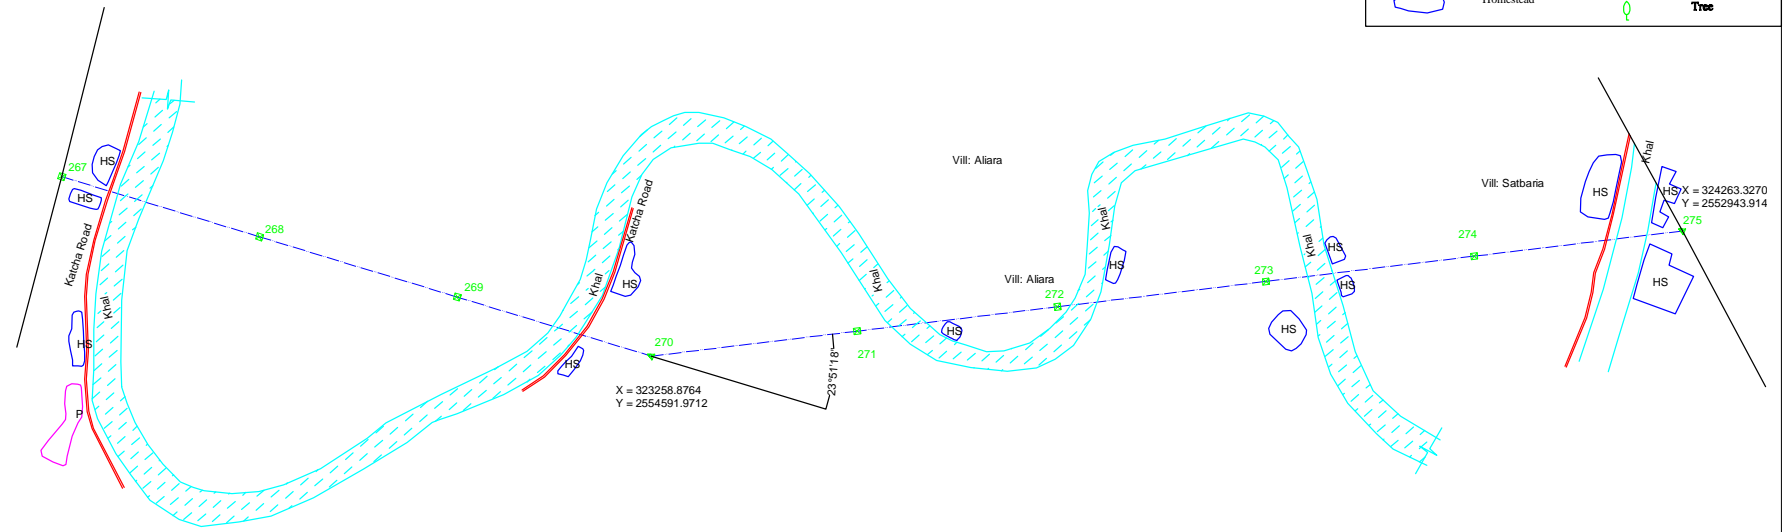 Homestead
Tree
267
HS
HS
Katcha Road
Khal
HS
P
268
269
Khal
Katcha Road
HS
HS
270
X = 323258.8764
Y = 2554591.9712
23°51'18"
271
Khal
HS
Vill: Aliara
Vill: Aliara
272
Khal
HS
273
HS
Khal
HS
HS
274
Vill: Satbaria
HS
Khal
HS
X = 324263.3270
Y = 2552943.914
275
HS